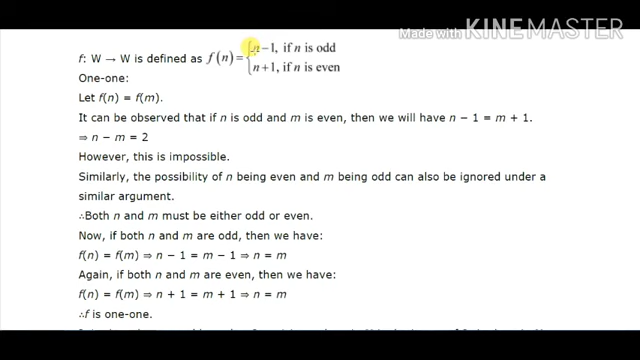 Made with KINEMASTER
f: W → W is defined as f(n) = { n−1, if n is odd
n+1, if n is even
One-one:
Let f(n) = f(m).
It can be observed that if n is odd and m is even, then we will have n − 1 = m + 1.
⇒ n − m = 2
However, this is impossible.
Similarly, the possibility of n being even and m being odd can also be ignored under a
similar argument.
∴Both n and m must be either odd or even.
Now, if both n and m are odd, then we have:
f(n) = f(m) ⇒ n − 1 = m − 1 ⇒ n = m
Again, if both n and m are even, then we have:
f(n) = f(m) ⇒ n + 1 = m + 1 ⇒ n = m
∴f is one-one.